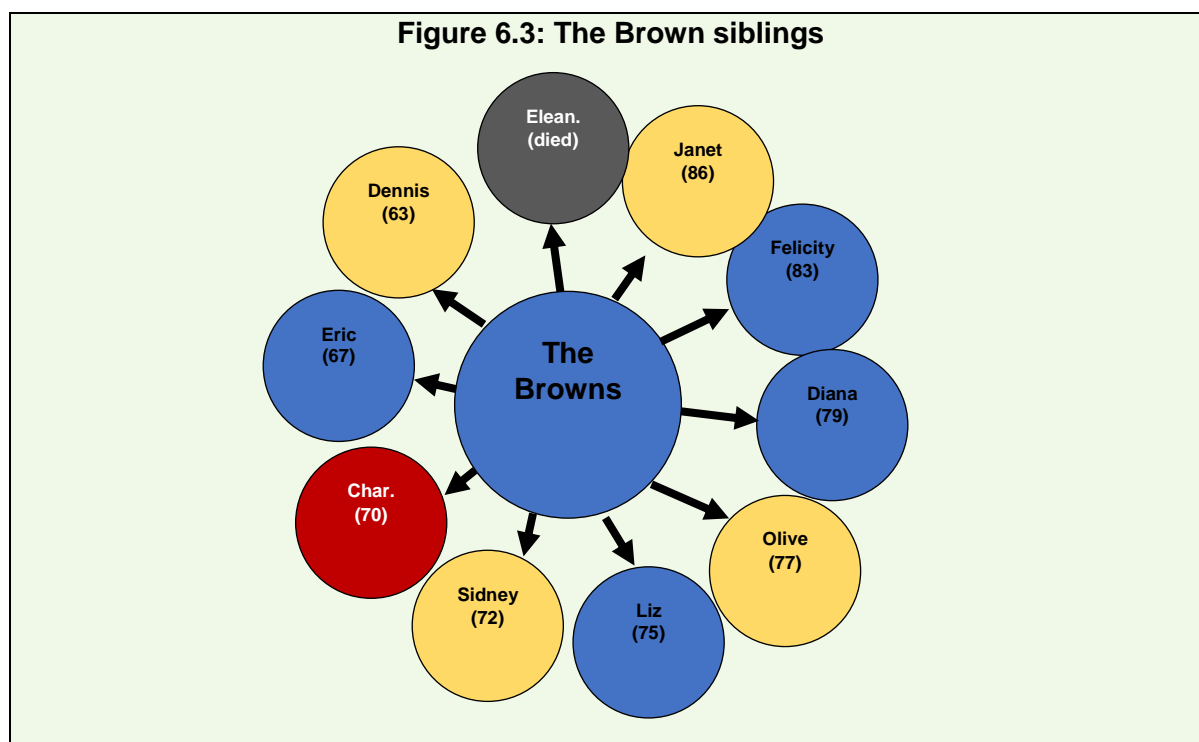 Figure 6.3: The Brown siblings
Elean.
(died)
Janet
(86)
Felicity
(83)
Diana
(79)
Olive
(77)
Liz
(75)
Sidney
(72)
Char.
(70)
Eric
(67)
Dennis
(63)
The
Browns